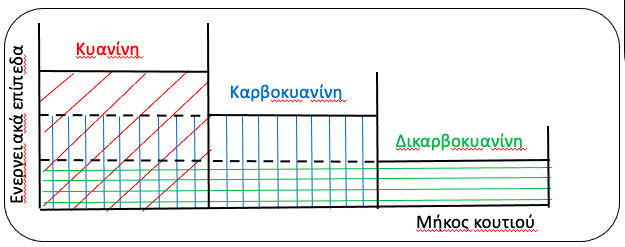 Ενεργειακά επίπεδα
Κυανίνη
Καρβοκυανίνη
Δικαρβοκυανίνη
Μήκος κουτιού